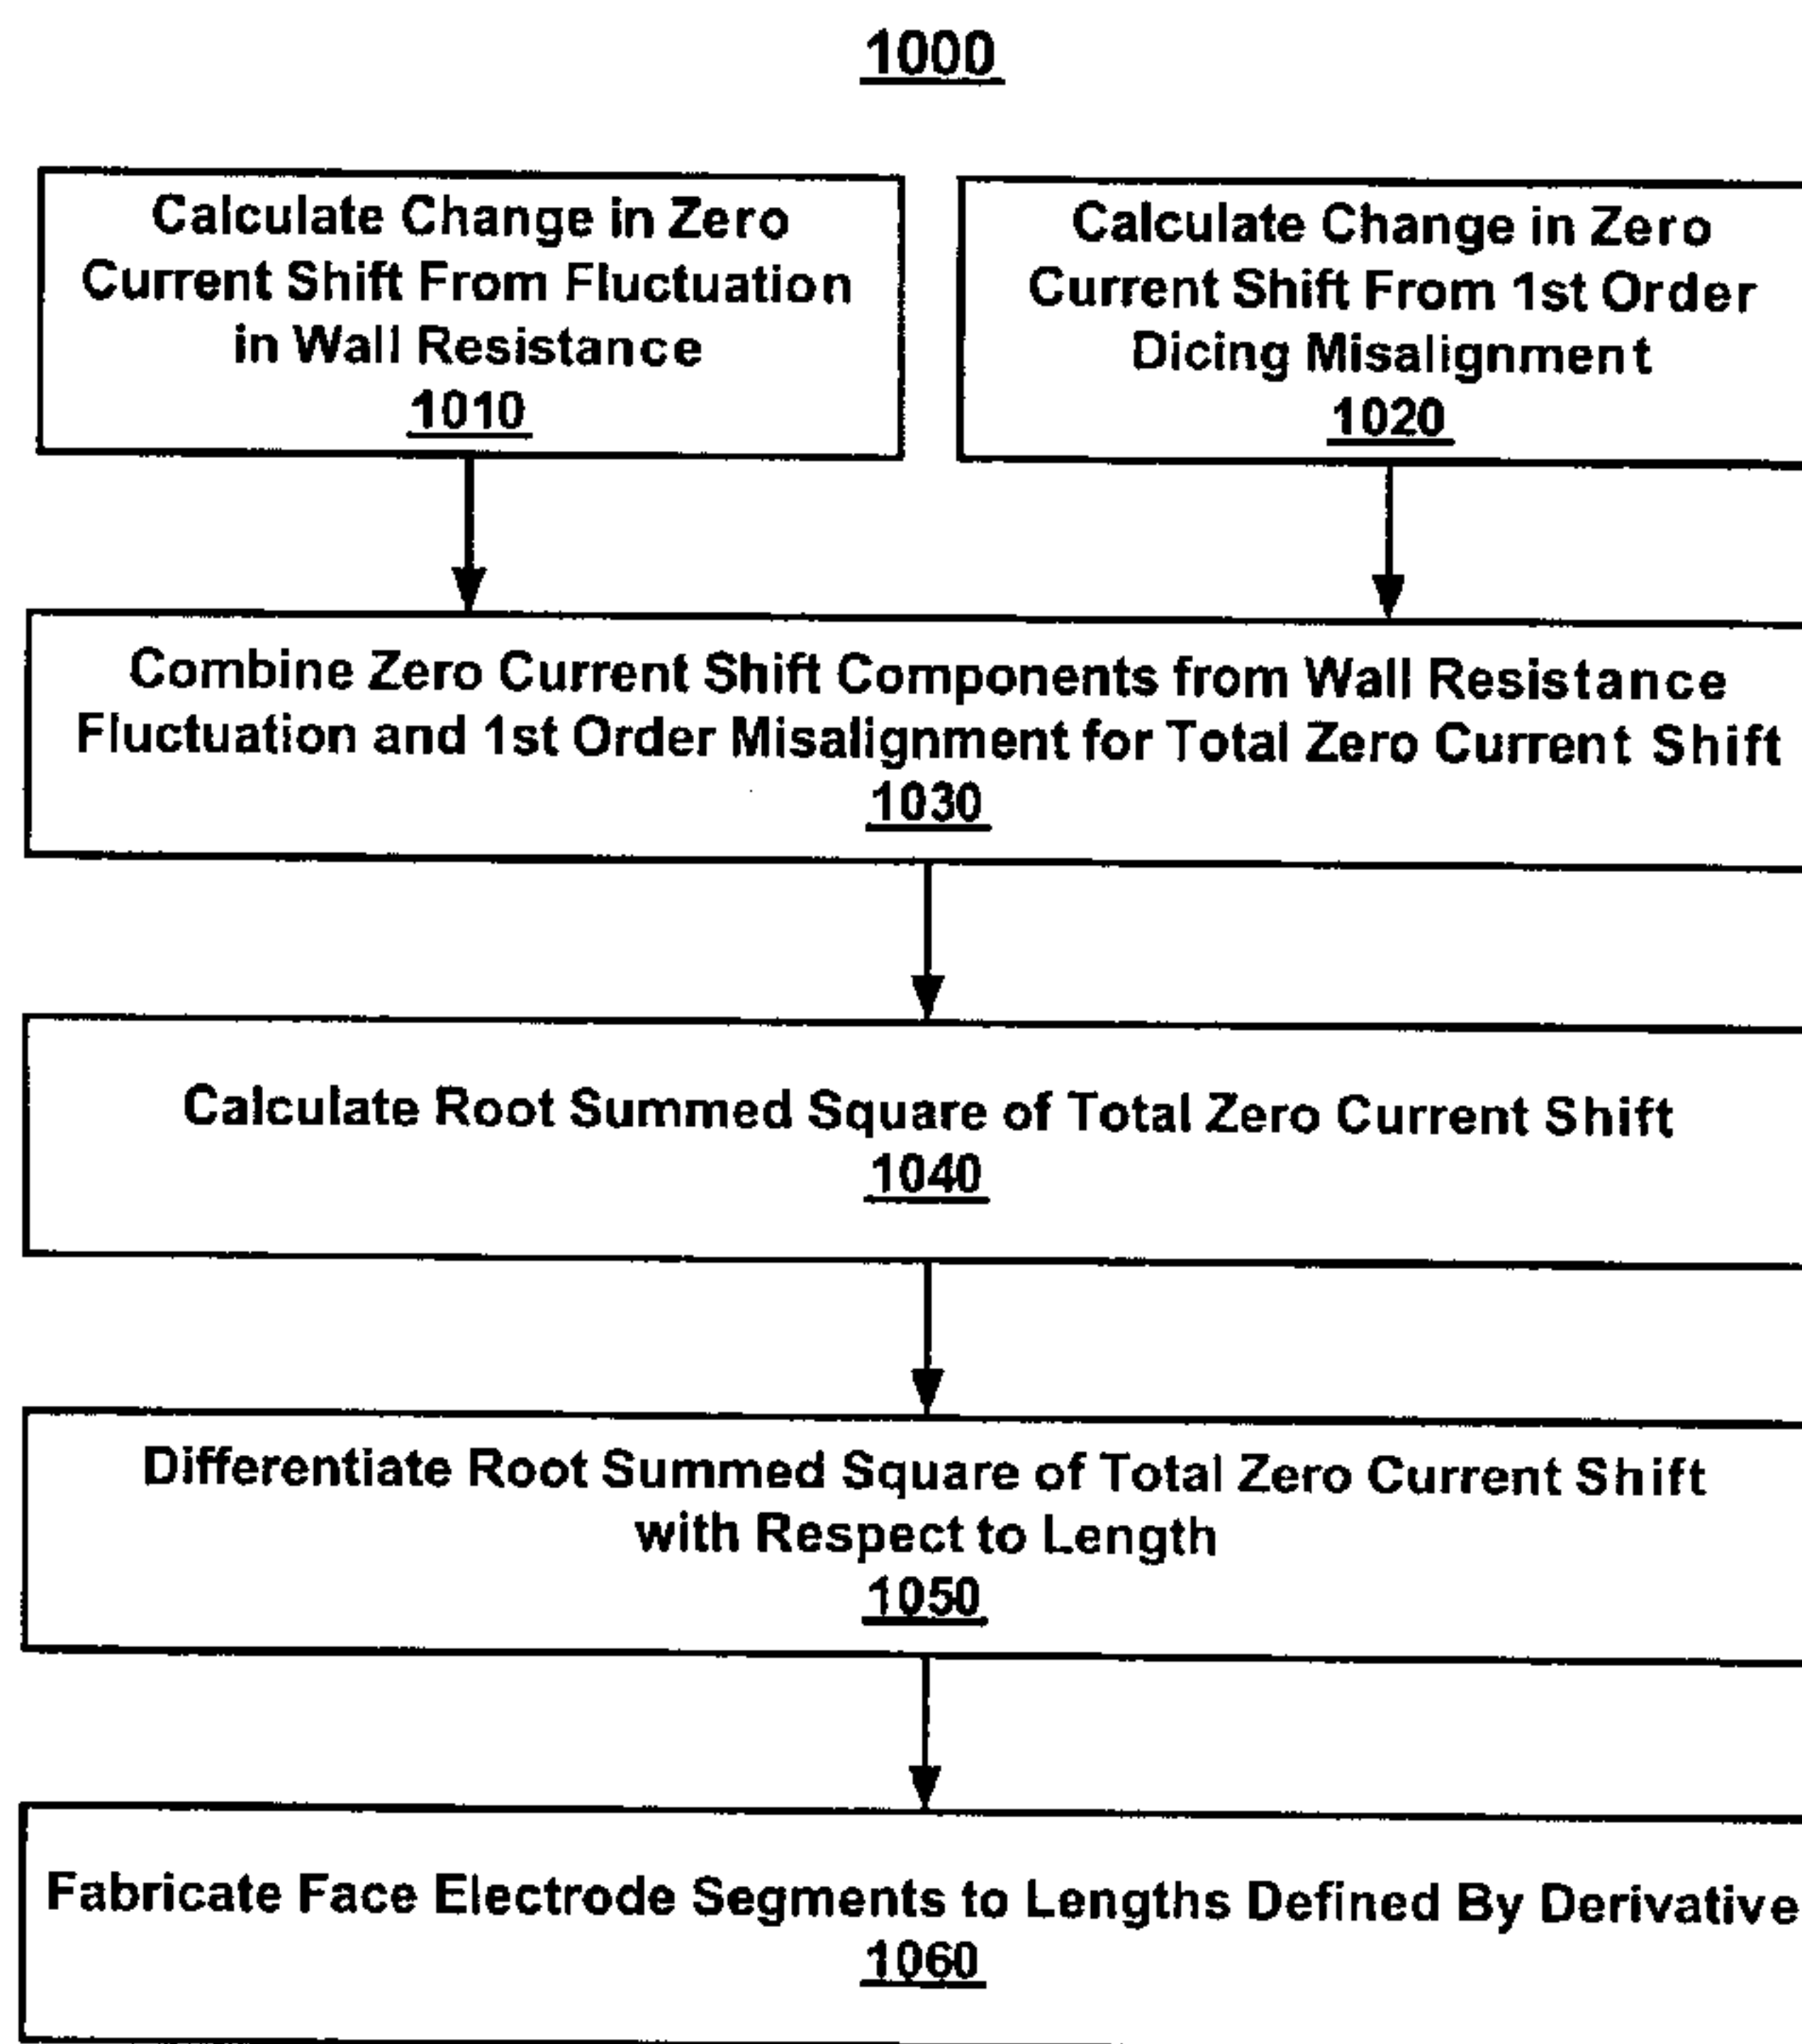 1000
Calculate Change in Zero
Current Shift From Fluctuation
in Wall Resistance
1010
Calculate Change in Zero
Current Shift From 1st Order
Dicing Misalignment
1020
Combine Zero Current Shift Components from Wall Resistance
Fluctuation and 1st Order Misalignment for Total Zero Current Shift
1030
Calculate Root Summed Square of Total Zero Current Shift
1040
Differentiate Root Summed Square of Total Zero Current Shift
with Respect to Length
1050
Fabricate Face Electrode Segments to Lengths Defined By Derivative
1060